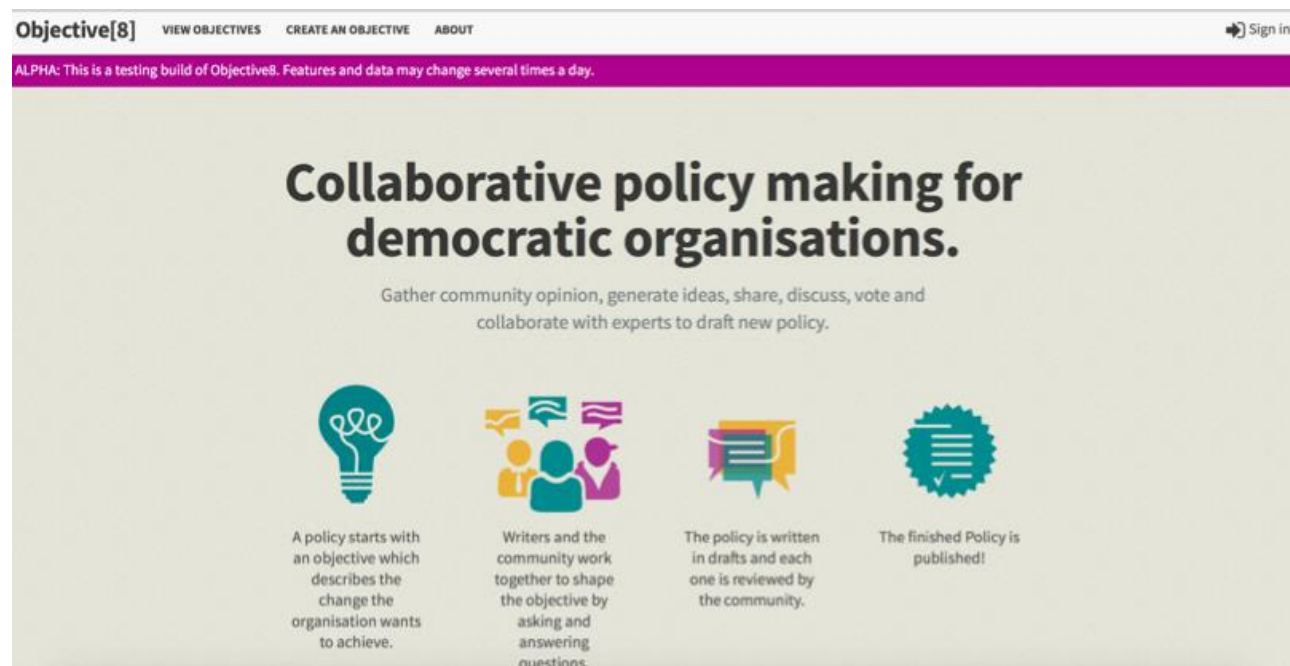 Objective[8] VIEW OBJECTIVES CREATE AN OBJECTIVE ABOUT Sign in
ALPHA: This is a testing build of Objective8. Features and data may change several times a day.
Collaborative policy making for
democratic organisations.
Gather community opinion, generate ideas, share, discuss, vote and
collaborate with experts to draft new policy.
A policy starts with
an objective which
describes the
change the
organisation wants
to achieve.
Writers and the
community work
together to shape
the objective by
asking and
answering
questions.
The policy is written
in drafts and each
one is reviewed by
the community.
The finished Policy is
published!